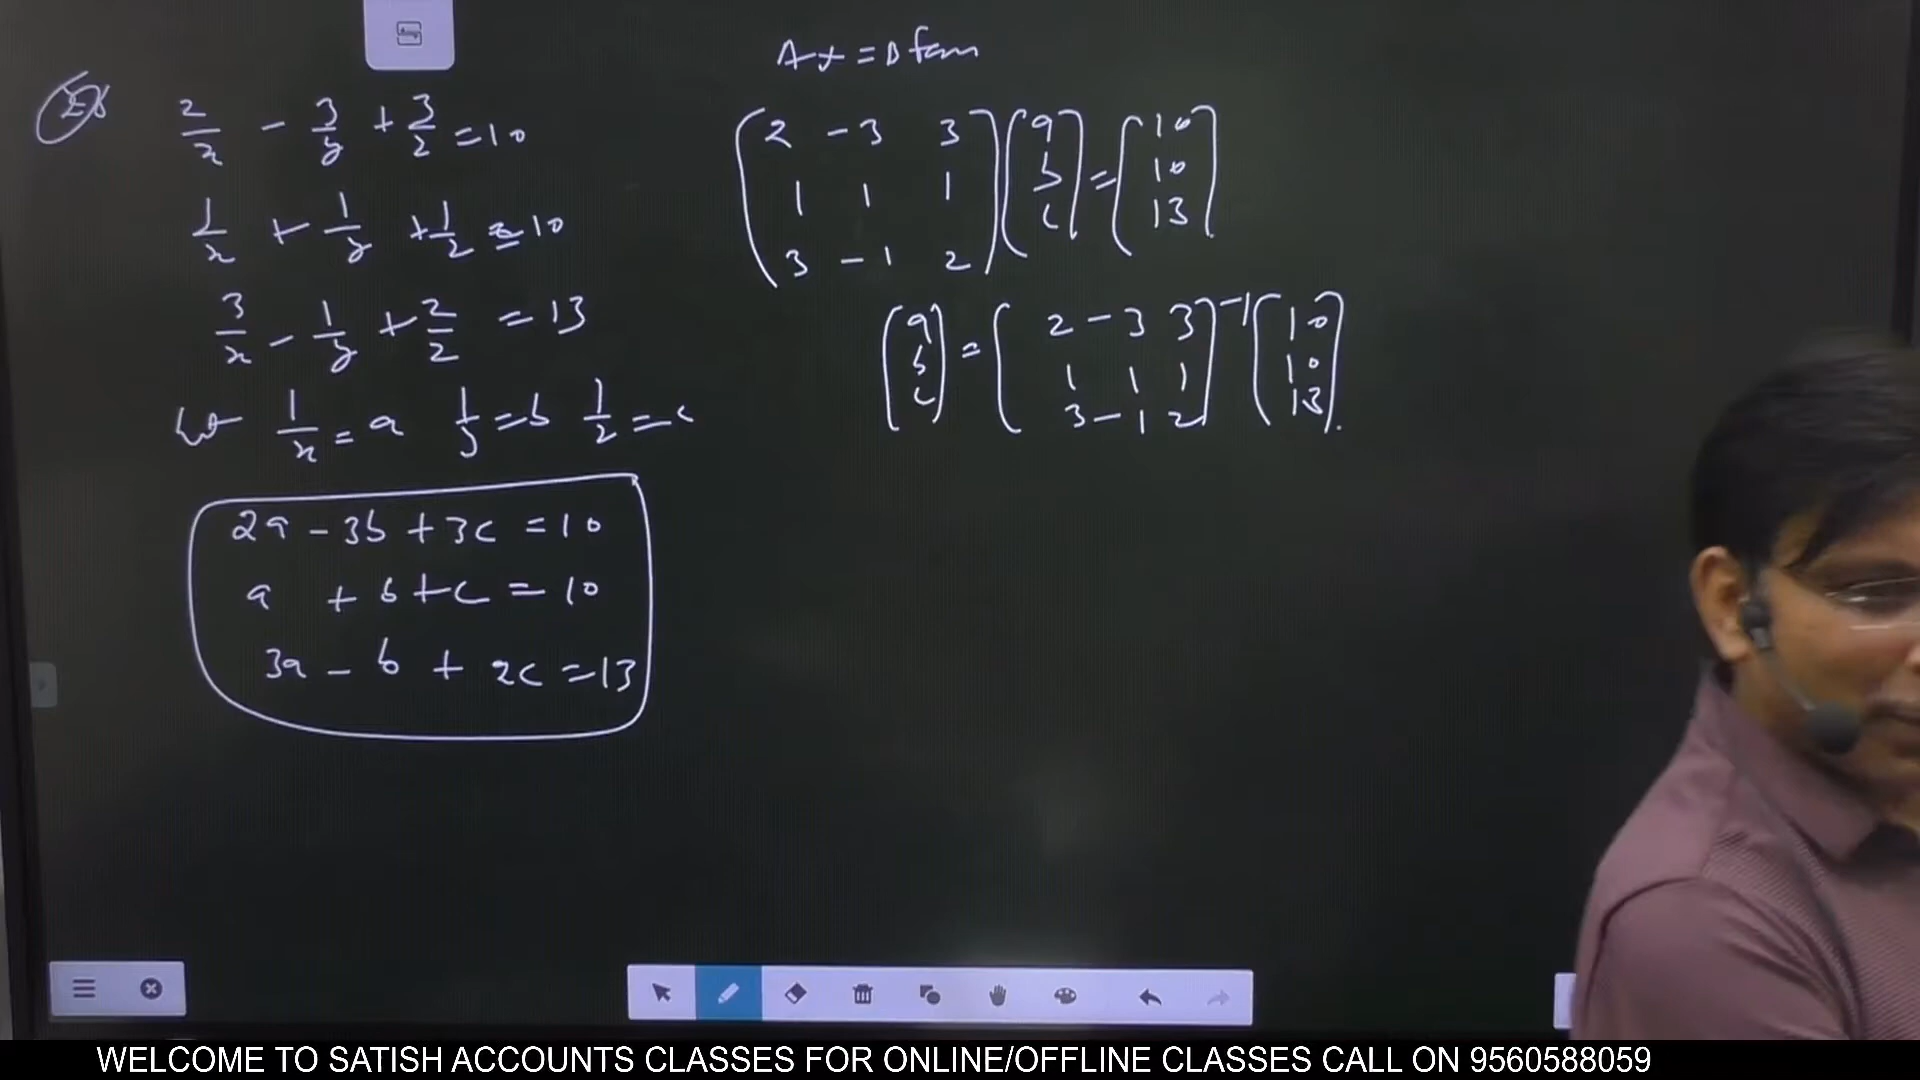 28
2/x - 3/y + 3/z = 10
1/x + 1/y + 1/z = 10
3/x - 1/y + 2/z = 13
Let 1/x = a 1/y = b 1/z = c
2a - 3b + 3c = 10
a + b + c = 10
3a - b + 2c = 13
Ax = B form
(2 -3 3) (a) = (10)
(1 1 1) (b) (10)
(3 -1 2) (c) (13)
(a) = (2 -3 3)⁻¹ (10)
(b) (1 1 1) (10)
(c) (3 -1 2) (13)
WELCOME TO SATISH ACCOUNTS CLASSES FOR ONLINE/OFFLINE CLASSES CALL ON 9560588059